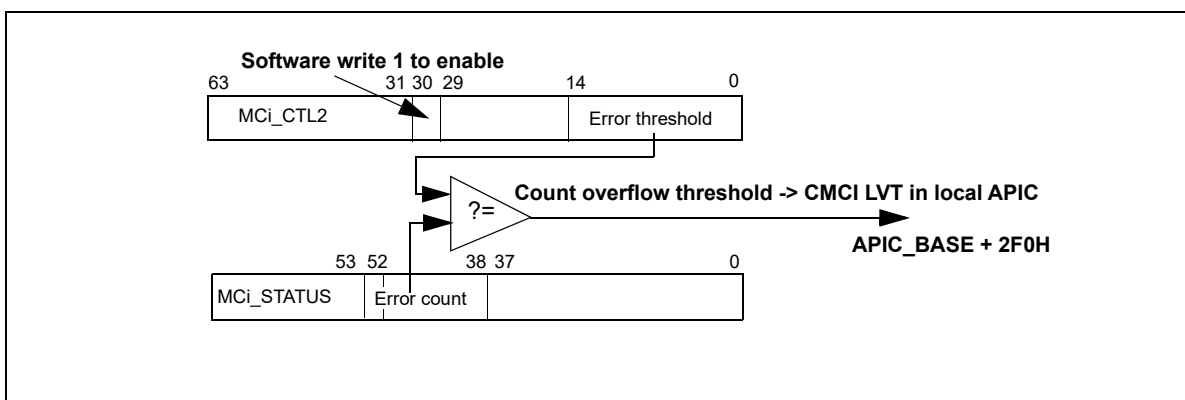 Software write 1 to enable
63 31 30 29 14 0
MCi_CTL2 Error threshold
Count overflow threshold -> CMCI LVT in local APIC
?=
APIC_BASE + 2F0H
53 52 38 37 0
MCi_STATUS Error count